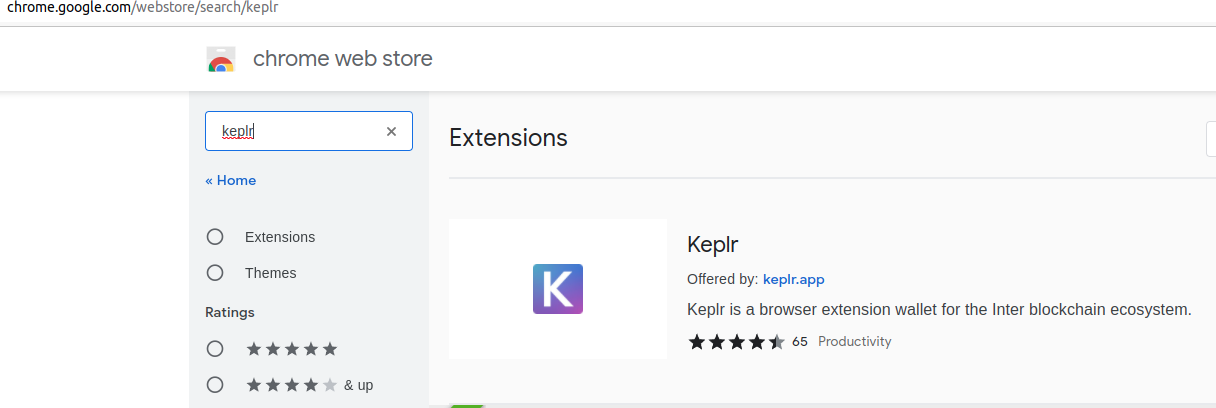 chrome.google.com/webstore/search/keplr
chrome web store
keplr
« Home
Extensions
Themes
Ratings
& up
Extensions
K
Keplr
Offered by: keplr.app
Keplr is a browser extension wallet for the Inter blockchain ecosystem.
65 Productivity